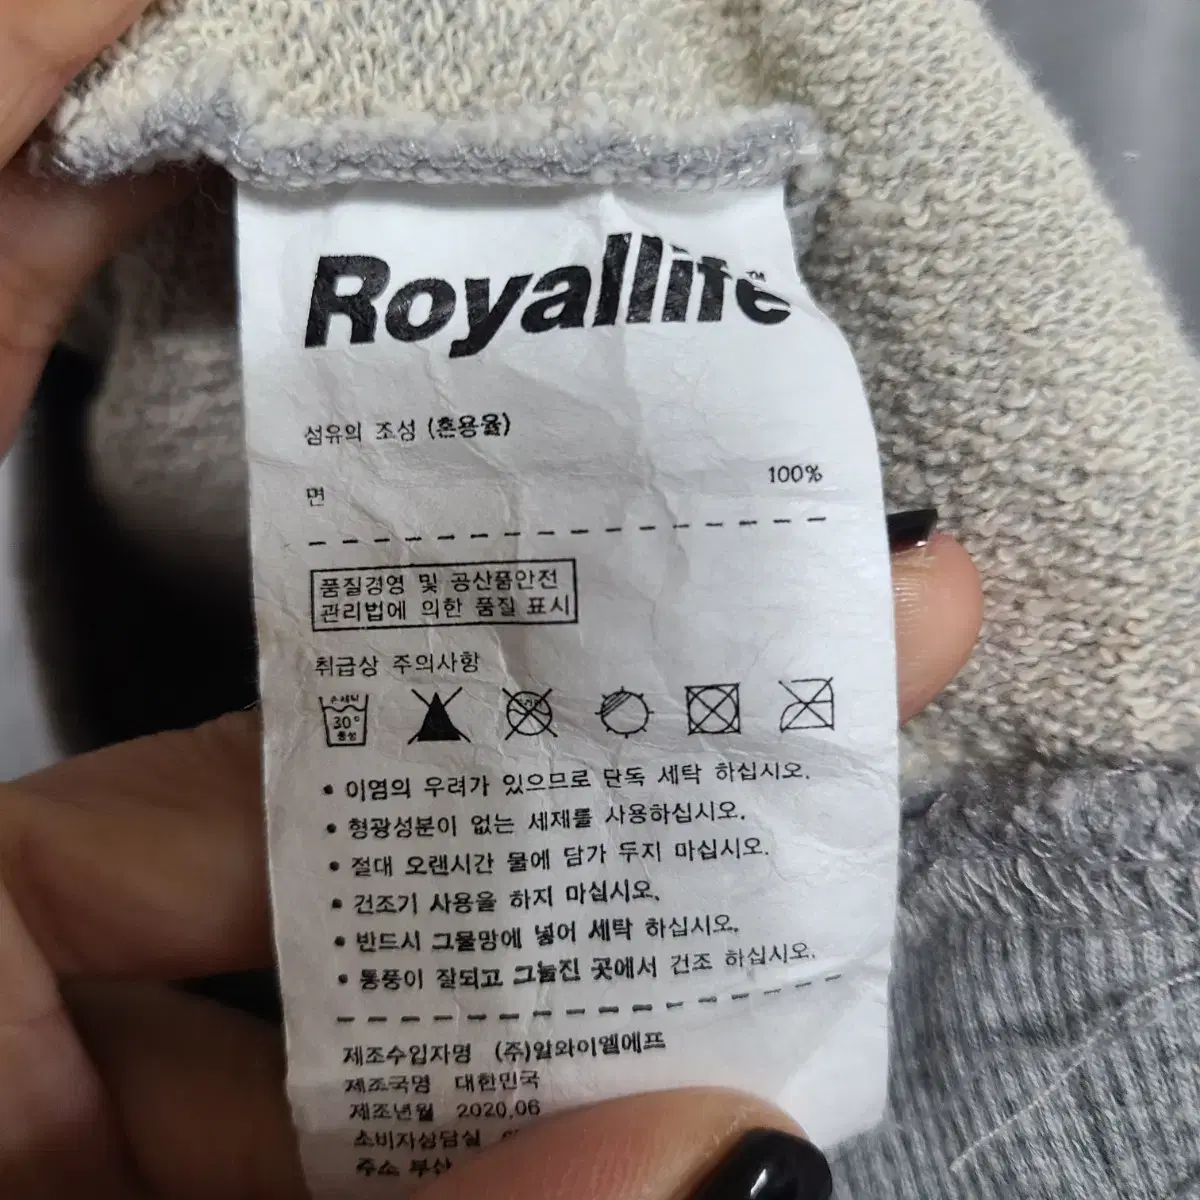 Royallife™
섬유의 조성 (혼용율)
면 100%
품질경영 및 공산품안전
관리법에 의한 품질 표시
취급상 주의사항
손세탁
30°
중성
• 이염의 우려가 있으므로 단독 세탁 하십시오.
• 형광성분이 없는 세제를 사용하십시오.
• 절대 오랜시간 물에 담가 두지 마십시오.
• 건조기 사용을 하지 마십시오.
• 반드시 그물망에 넣어 세탁 하십시오.
• 통풍이 잘되고 그늘진 곳에서 건조 하십시오.
제조수입자명 (주)알와이엘에프
제조국명 대한민국
제조년월 2020.06
소비자상담실
주소 부산